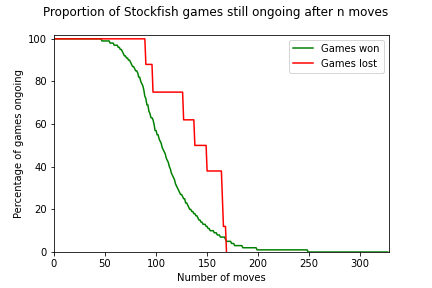 Proportion of Stockfish games still ongoing after n moves
Games won
Games lost
Percentage of games ongoing
100
80
60
40
20
0
0 50 100 150 200 250 300
Number of moves